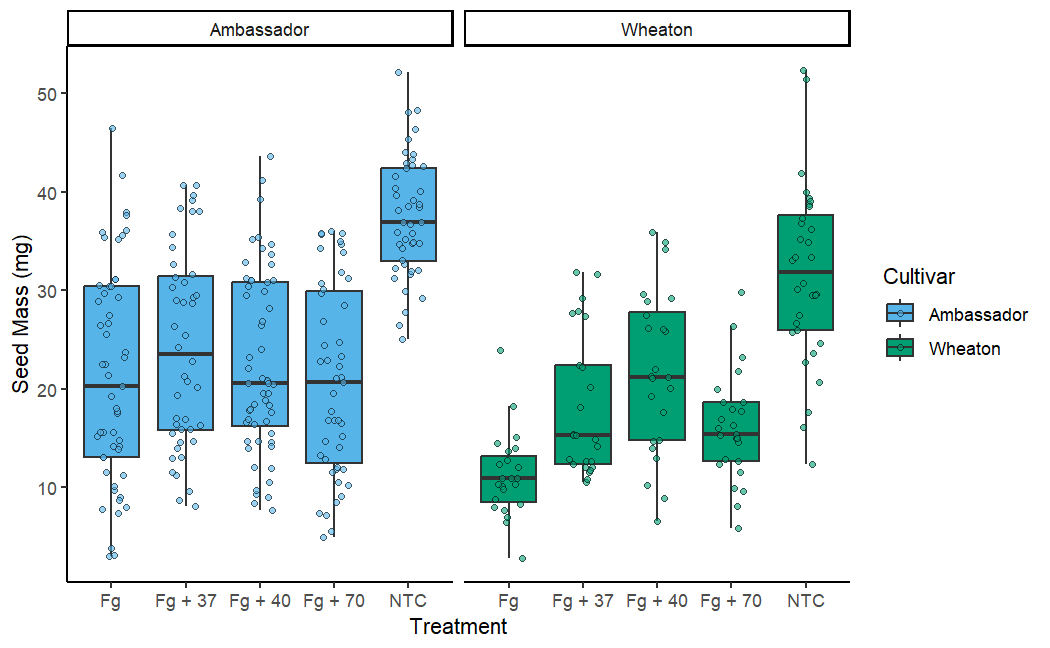 Ambassador
Wheaton
Seed Mass (mg)
50
40
30
20
10
Fg
Fg + 37
Fg + 40
Fg + 70
NTC
Fg
Fg + 37
Fg + 40
Fg + 70
NTC
Treatment
Cultivar
Ambassador
Wheaton